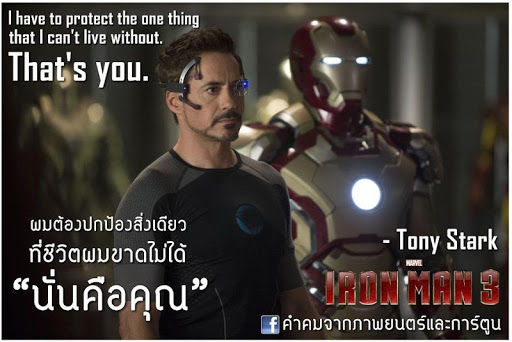 I have to protect the one thing
that I can't live without.
That's you.
ผมต้องปกป้องสิ่งเดียว
ที่ชีวิตผมขาดไม่ได้
“นั่นคือคุณ”
- Tony Stark
MARVEL
IRON MAN 3
f คำคมจากภาพยนตร์และการ์ตูน